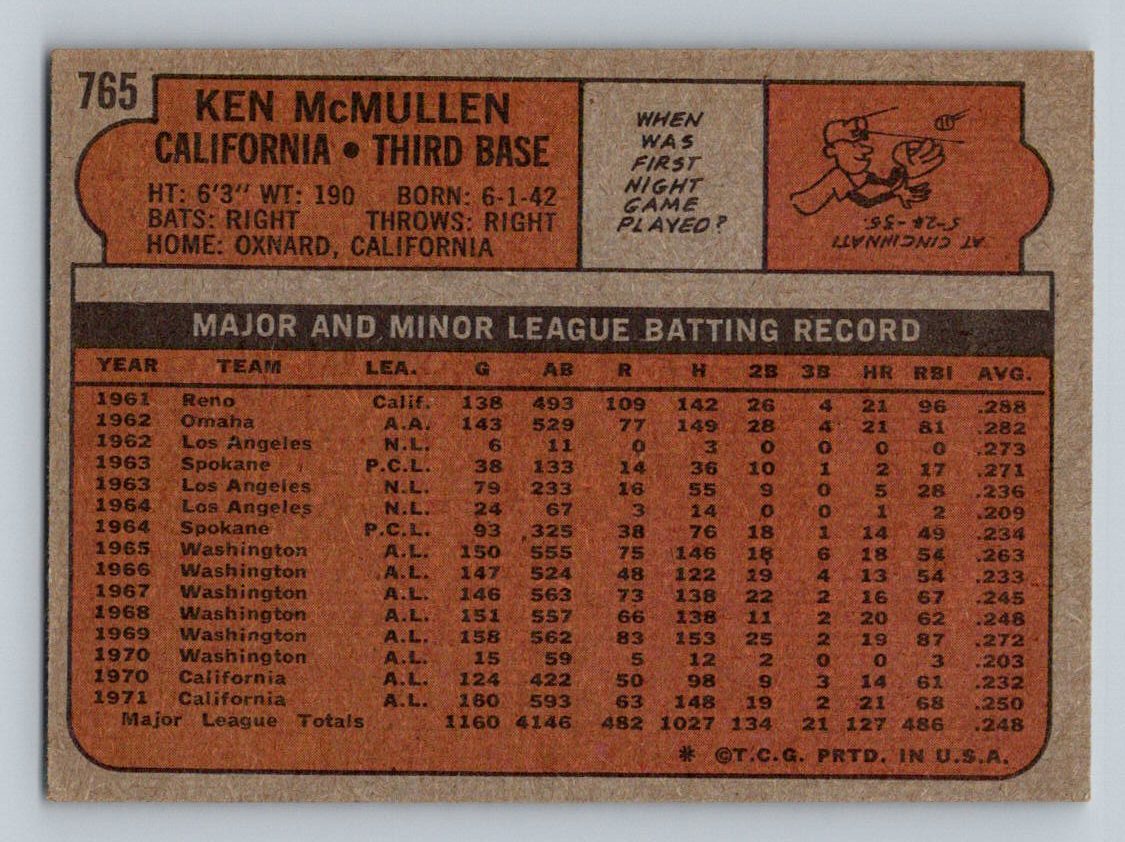 765
KEN McMULLEN
CALIFORNIA • THIRD BASE
HT: 6'3" WT: 190 BORN: 6-1-42
BATS: RIGHT THROWS: RIGHT
HOME: OXNARD, CALIFORNIA
WHEN
WAS
FIRST
NIGHT
GAME
PLAYED?
AT CINCINNATI
5-24-35.
MAJOR AND MINOR LEAGUE BATTING RECORD
YEAR TEAM LEA. G AB R H 2B 3B HR RBI AVG.
1961 Reno Calif. 138 493 109 142 26 4 21 96 .288
1962 Omaha A.A. 143 529 77 149 28 4 21 81 .282
1962 Los Angeles N.L. 6 11 0 3 0 0 0 0 .273
1963 Spokane P.C.L. 38 133 14 36 10 1 2 17 .271
1963 Los Angeles N.L. 79 233 16 55 9 0 5 28 .236
1964 Los Angeles N.L. 24 67 3 14 0 0 1 2 .209
1964 Spokane P.C.L. 93 325 38 76 18 1 14 49 .234
1965 Washington A.L. 150 555 75 146 18 6 18 54 .263
1966 Washington A.L. 147 524 48 122 19 4 13 54 .233
1967 Washington A.L. 146 563 73 138 22 2 16 67 .245
1968 Washington A.L. 151 557 66 138 11 2 20 62 .248
1969 Washington A.L. 158 562 83 153 25 2 19 87 .272
1970 Washington A.L. 15 59 5 12 2 0 0 3 .203
1970 California A.L. 124 422 50 98 9 3 14 61 .232
1971 California A.L. 160 593 63 148 19 2 21 68 .250
Major League Totals 1160 4146 482 1027 134 21 127 486 .248
* ©T.C.G. PRTD. IN U.S.A.